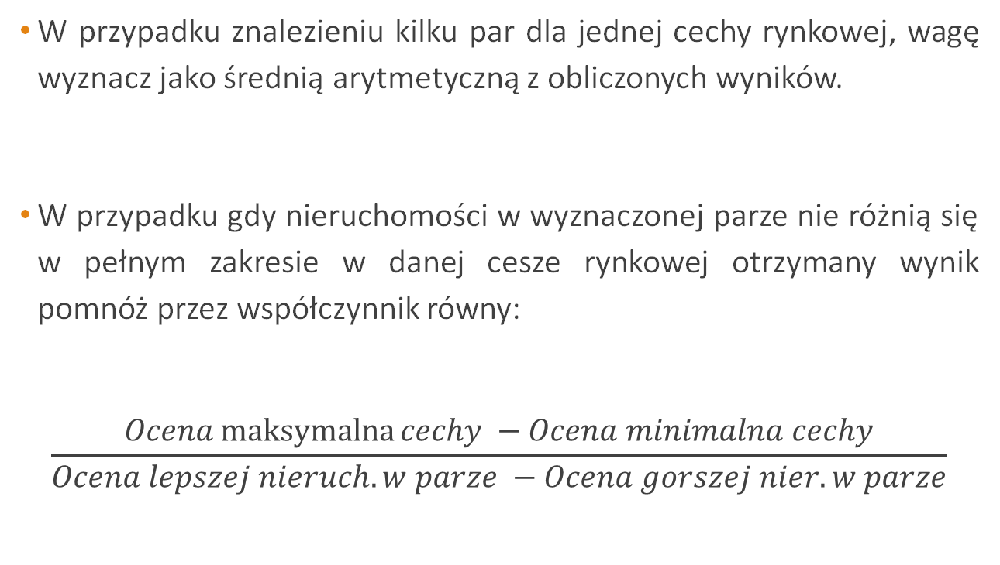 • W przypadku znalezieniu kilku par dla jednej cechy rynkowej, wagę
wyznacz jako średnią arytmetyczną z obliczonych wyników.
• W przypadku gdy nieruchomości w wyznaczonej parze nie różnią się
w pełnym zakresie w danej cesze rynkowej otrzymany wynik
pomnóż przez współczynnik równy:
Ocena maksymalna cechy − Ocena minimalna cechy
Ocena lepszej nieruch. w parze − Ocena gorszej nier. w parze